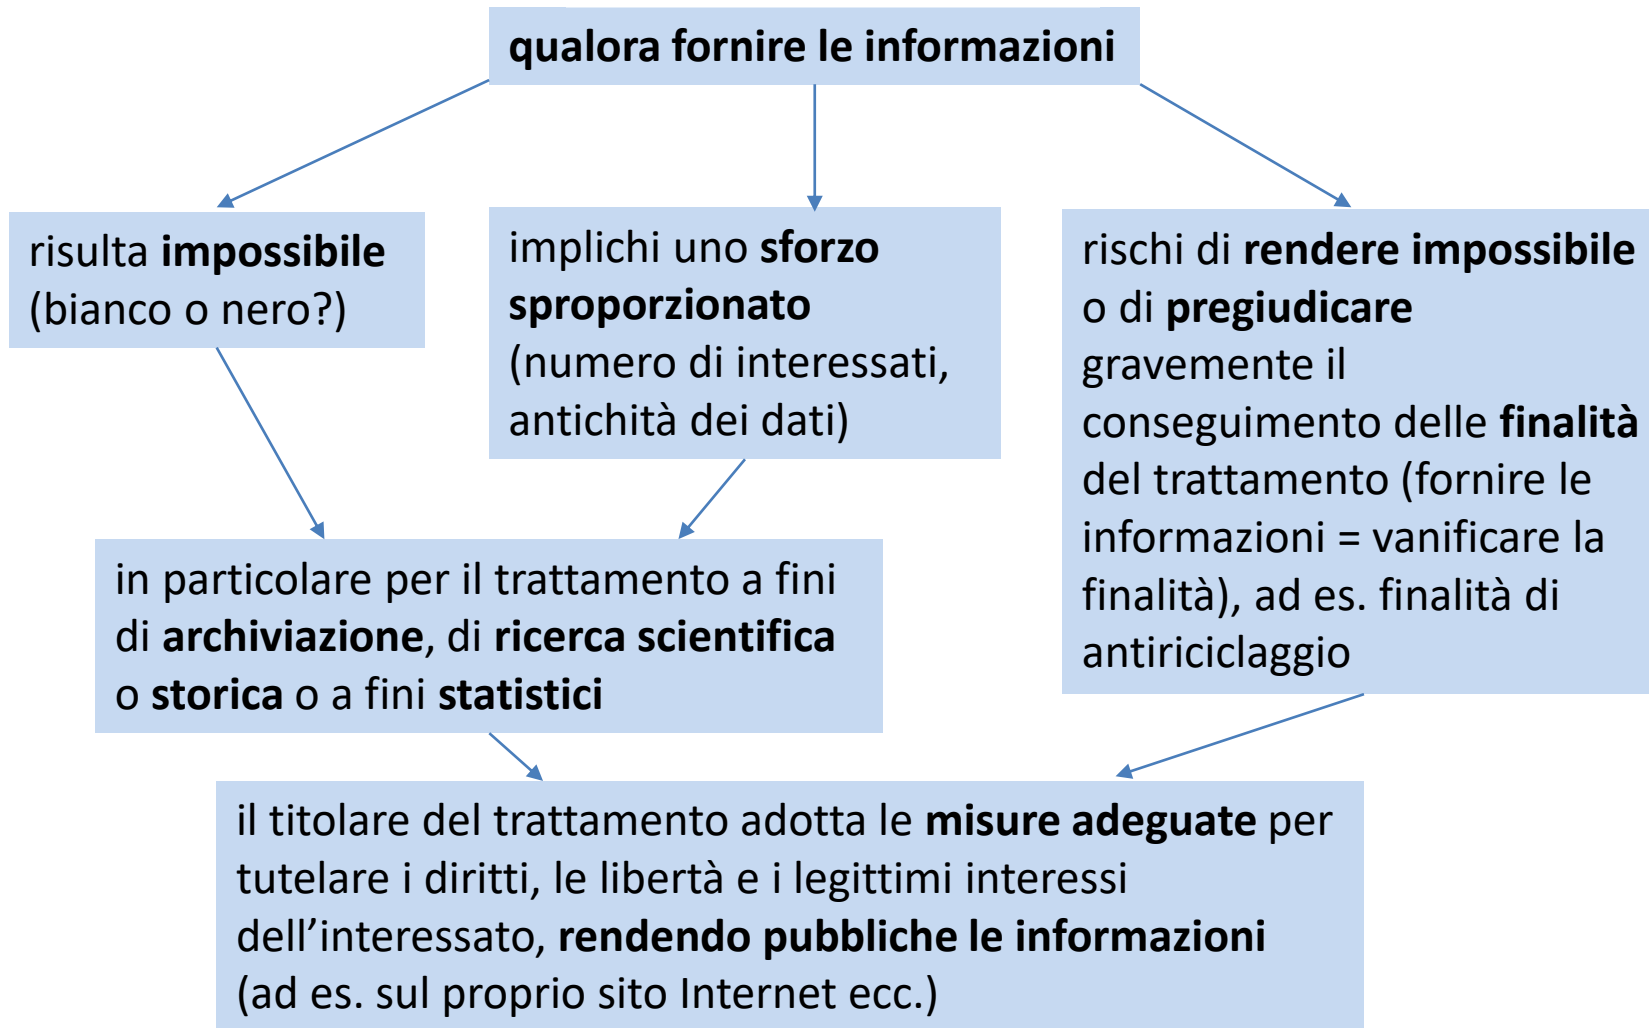 qualora fornire le informazioni
risulta impossibile
(bianco o nero?)
implichi uno sforzo
sproporzionato
(numero di interessati,
antichità dei dati)
rischi di rendere impossibile
o di pregiudicare
gravemente il
conseguimento delle finalità
del trattamento (fornire le
informazioni = vanificare la
finalità), ad es. finalità di
antiriciclaggio
in particolare per il trattamento a fini
di archiviazione, di ricerca scientifica
o storica o a fini statistici
il titolare del trattamento adotta le misure adeguate per
tutelare i diritti, le libertà e i legittimi interessi
dell’interessato, rendendo pubbliche le informazioni
(ad es. sul proprio sito Internet ecc.)